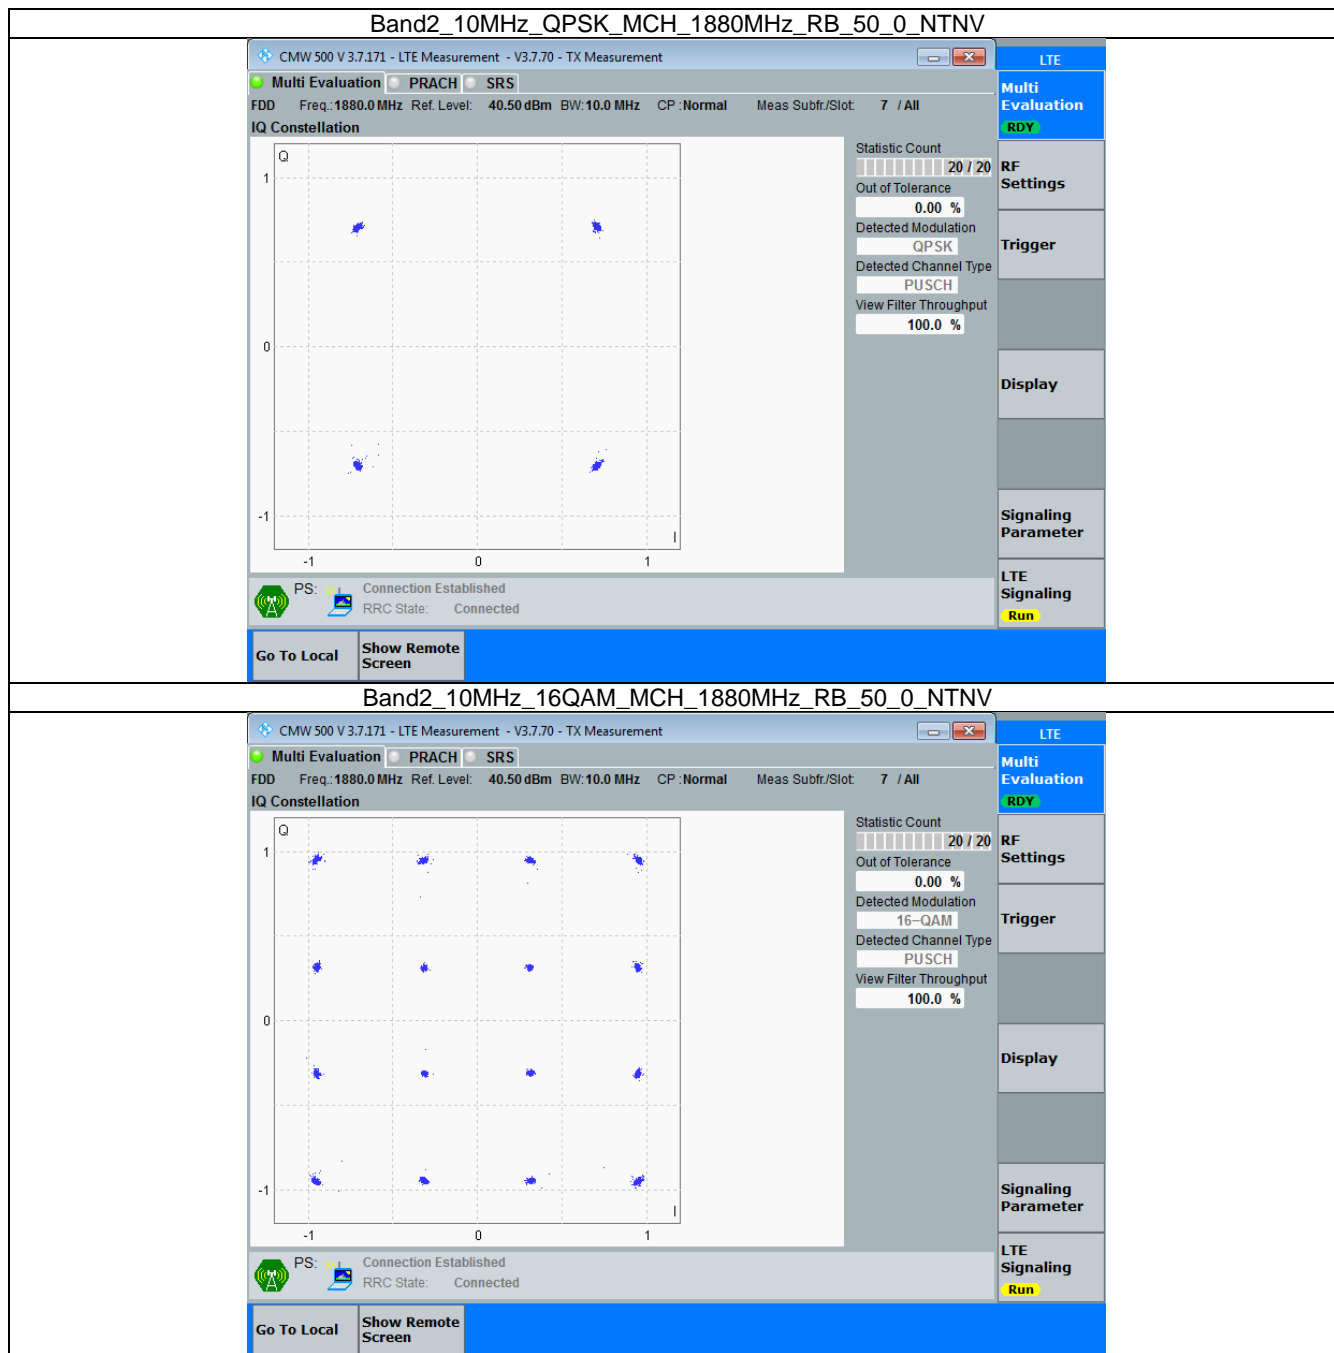 Band2_10MHz_QPSK_MCH_1880MHz_RB_50_0_NTNV
CMW 500 V 3.7.171 - LTE Measurement - V3.7.70 - TX Measurement
LTE
Multi Evaluation PRACH SRS
FDD Freq.: 1880.0 MHz Ref. Level: 40.50 dBm BW: 10.0 MHz CP : Normal Meas Subfr./Slot: 7 / All
IQ Constellation
Q
1
0
-1
I
-1 0 1
Statistic Count
20 / 20
Out of Tolerance
0.00 %
Detected Modulation
QPSK
Detected Channel Type
PUSCH
View Filter Throughput
100.0 %
Multi
Evaluation
RDY
RF
Settings
Trigger
Display
Signaling
Parameter
LTE
Signaling
Run
PS: Connection Established
RRC State: Connected
Go To Local
Show Remote
Screen
Band2_10MHz_16QAM_MCH_1880MHz_RB_50_0_NTNV
CMW 500 V 3.7.171 - LTE Measurement - V3.7.70 - TX Measurement
LTE
Multi Evaluation PRACH SRS
FDD Freq.: 1880.0 MHz Ref. Level: 40.50 dBm BW: 10.0 MHz CP : Normal Meas Subfr./Slot: 7 / All
IQ Constellation
Q
1
0
-1
I
-1 0 1
Statistic Count
20 / 20
Out of Tolerance
0.00 %
Detected Modulation
16-QAM
Detected Channel Type
PUSCH
View Filter Throughput
100.0 %
Multi
Evaluation
RDY
RF
Settings
Trigger
Display
Signaling
Parameter
LTE
Signaling
Run
PS: Connection Established
RRC State: Connected
Go To Local
Show Remote
Screen